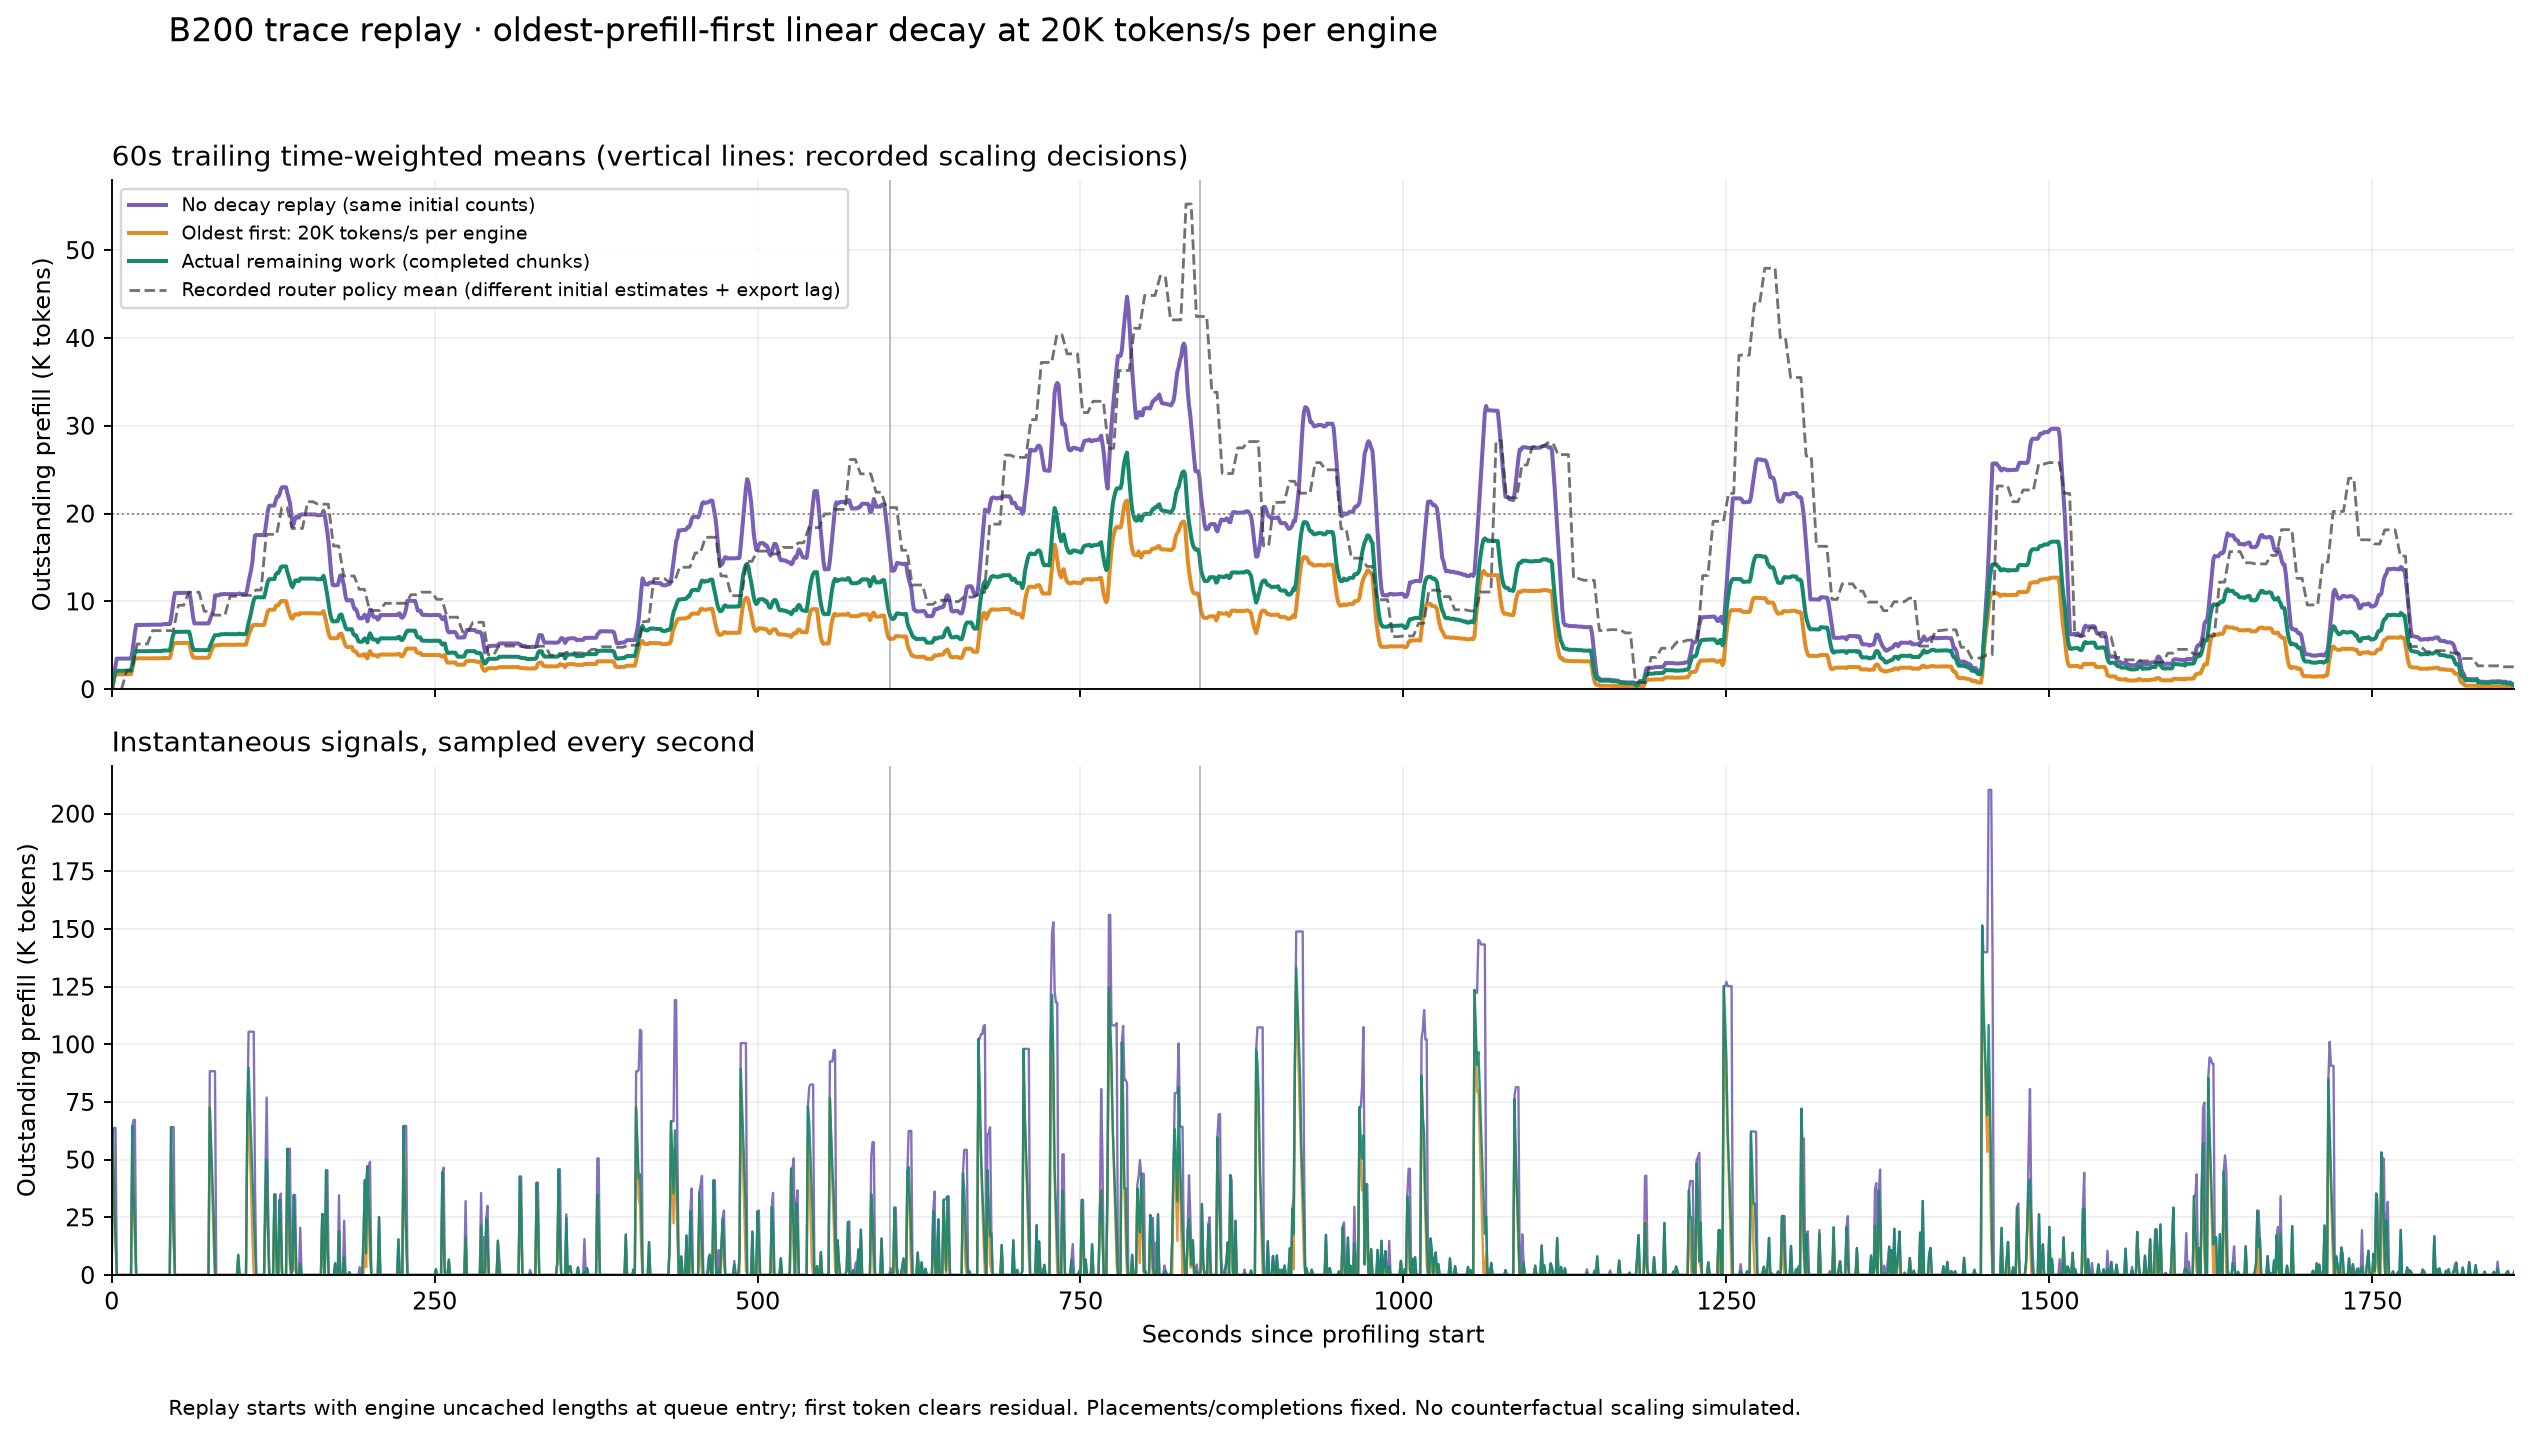 B200 trace replay · oldest-prefill-first linear decay at 20K tokens/s per engine
60s trailing time-weighted means (vertical lines: recorded scaling decisions)
No decay replay (same initial counts)
Oldest first: 20K tokens/s per engine
Actual remaining work (completed chunks)
Recorded router policy mean (different initial estimates + export lag)
Outstanding prefill (K tokens)
50
40
30
20
10
0
Instantaneous signals, sampled every second
Outstanding prefill (K tokens)
200
175
150
125
100
75
50
25
0
0 250 500 750 1000 1250 1500 1750
Seconds since profiling start
Replay starts with engine uncached lengths at queue entry; first token clears residual. Placements/completions fixed. No counterfactual scaling simulated.